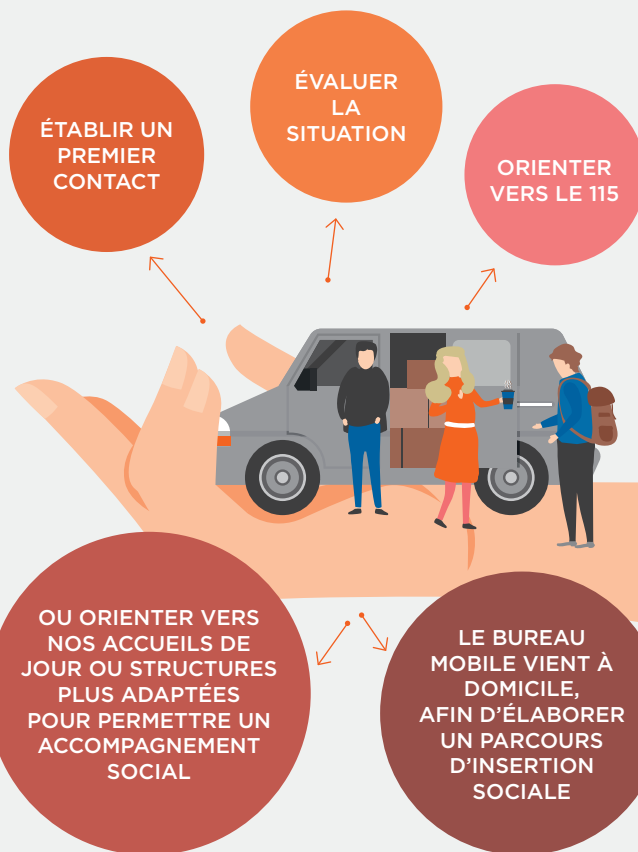 ÉTABLIR UN
PREMIER
CONTACT
ÉVALUER
LA
SITUATION
ORIENTER
VERS LE 115
OU ORIENTER VERS
NOS ACCUEILS DE
JOUR OU STRUCTURES
PLUS ADAPTÉES
POUR PERMETTRE UN
ACCOMPAGNEMENT
SOCIAL
LE BUREAU
MOBILE VIENT À
DOMICILE,
AFIN D’ÉLABORER
UN PARCOURS
D’INSERTION
SOCIALE